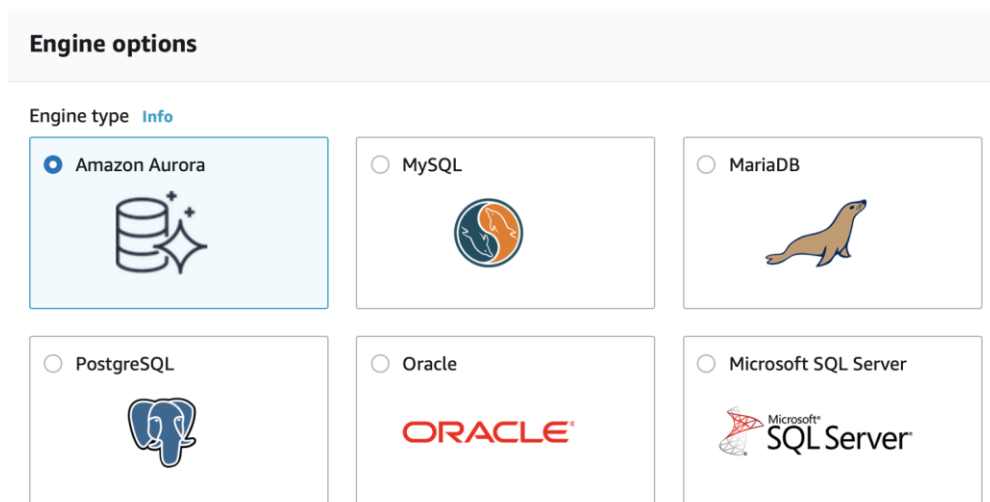 Engine options
Engine type Info
Amazon Aurora
MySQL
MariaDB
PostgreSQL
Oracle
Microsoft SQL Server
ORACLE®
Microsoft®
SQL Server®